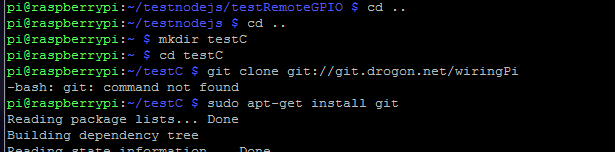 pi@raspberrypi:~/testnodejs/testRemoteGPIO $ cd ..
pi@raspberrypi:~/testnodejs $ cd ..
pi@raspberrypi:~ $ mkdir testC
pi@raspberrypi:~ $ cd testC
pi@raspberrypi:~/testC $ git clone git://git.drogon.net/wiringPi
-bash: git: command not found
pi@raspberrypi:~/testC $ sudo apt-get install git
Reading package lists... Done
Building dependency tree
Reading state information... Done